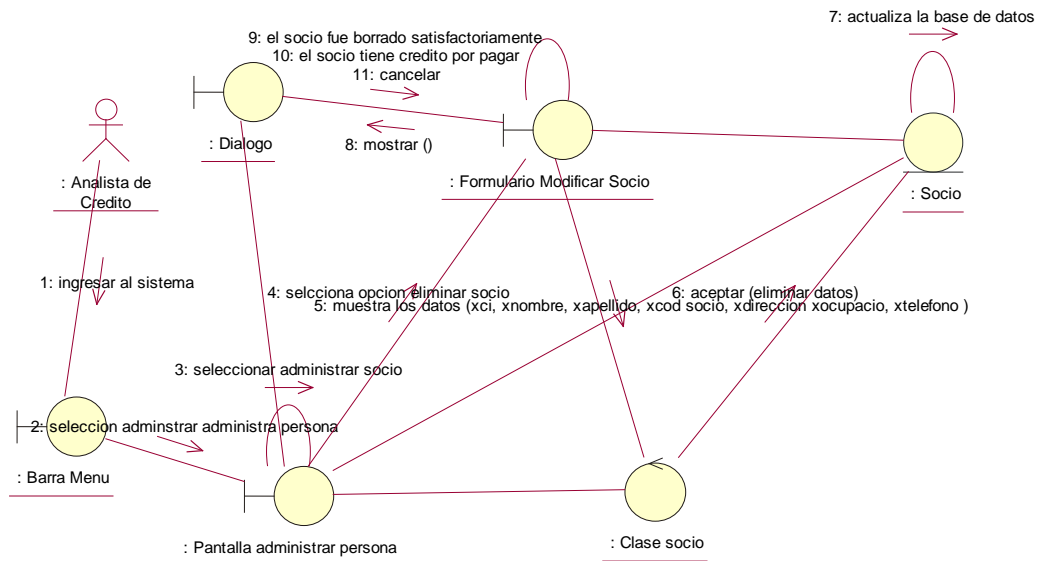 7: actualiza la base de datos
9: el socio fue borrado satisfactoriamente
10: el socio tiene credito por pagar
11: cancelar
: Dialogo
8: mostrar ()
: Analista de
Credito
: Formulario Modificar Socio
: Socio
1: ingresar al sistema
4: selcciona opcion eliminar socio
6: aceptar (eliminar datos)
5: muestra los datos (xci, xnombre, xapellido, xcod socio, xdireccion xocupacio, xtelefono )
3: seleccionar administrar socio
2: seleccion adminstrar administra persona
: Barra Menu
: Pantalla administrar persona
: Clase socio